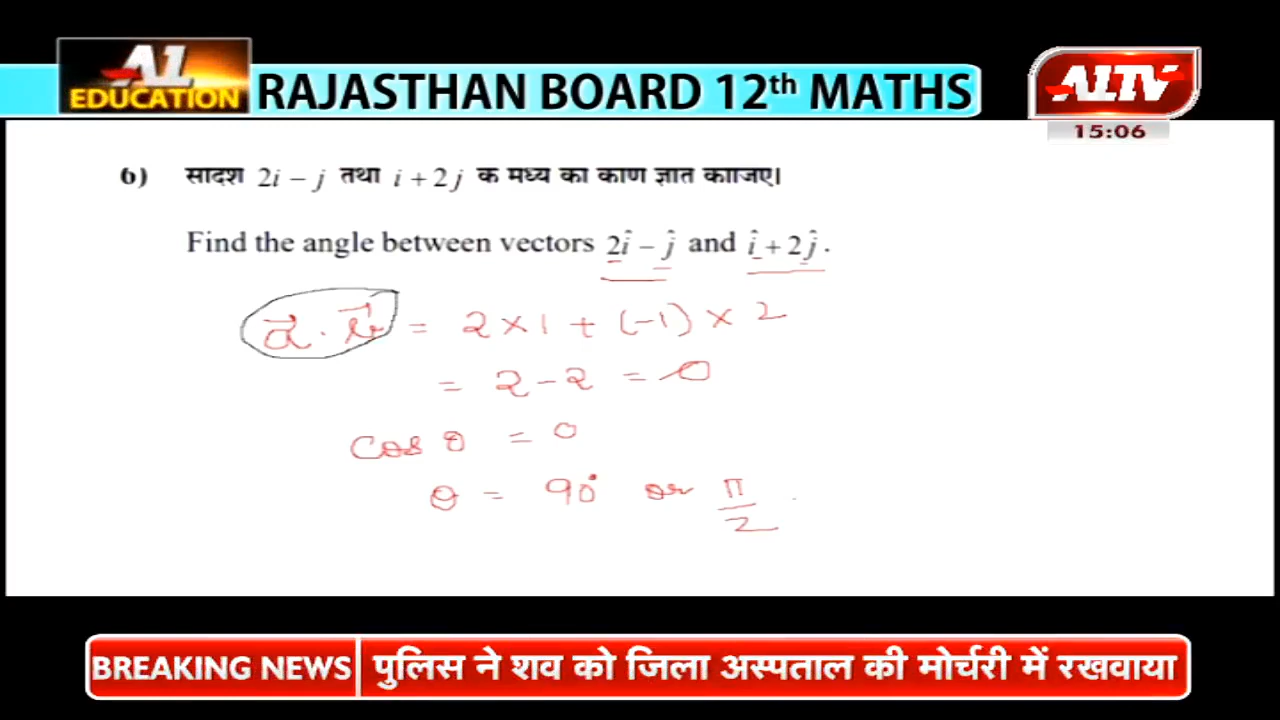 A1
EDUCATION
RAJASTHAN BOARD 12th MATHS
A1TV
15:06
6) सादश 2i – j तथा i + 2j क मध्य का काण ज्ञात काजिए।
Find the angle between vectors 2î – ĵ and î + 2ĵ .
a⃗ . b⃗ = 2 × 1 + (-1) × 2
= 2 - 2 = 0
cos θ = 0
θ = 90° or π/2
BREAKING NEWS पुलिस ने शव को जिला अस्पताल की मोर्चरी में रखवाया